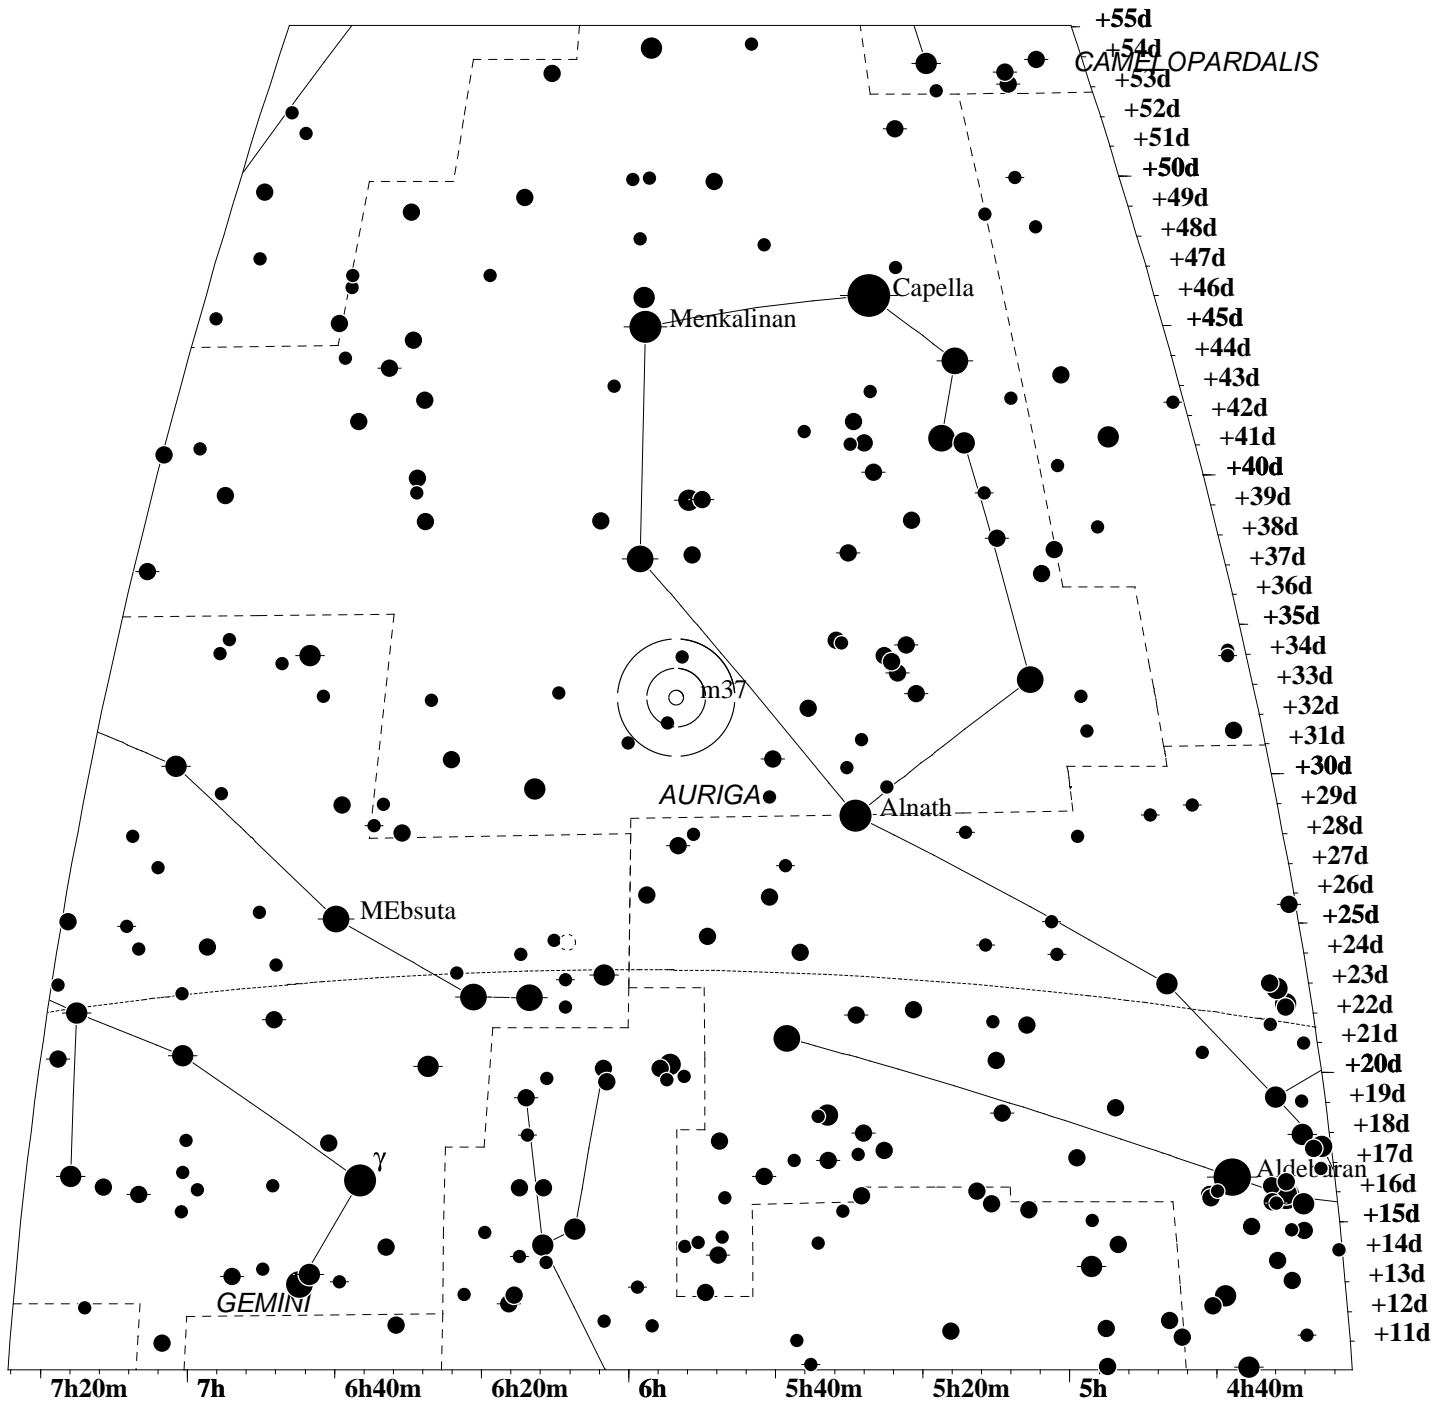 +55d
+54d
CAMELOPARDALIS
+53d
+52d
+51d
+50d
+49d
+48d
+47d
Capella
+46d
Menkalinan
+45d
+44d
+43d
+42d
+41d
+40d
+39d
+38d
+37d
+36d
+35d
+34d
+33d
m37
+32d
+31d
+30d
AURIGA
+29d
Alnath
+28d
+27d
+26d
MEbsuta
+25d
+24d
+23d
+22d
+21d
+20d
+19d
+18d
γ
+17d
Aldebaran
+16d
+15d
+14d
+13d
GEMINI
+12d
+11d
7h20m 7h 6h40m 6h20m 6h 5h40m 5h20m 5h 4h40m